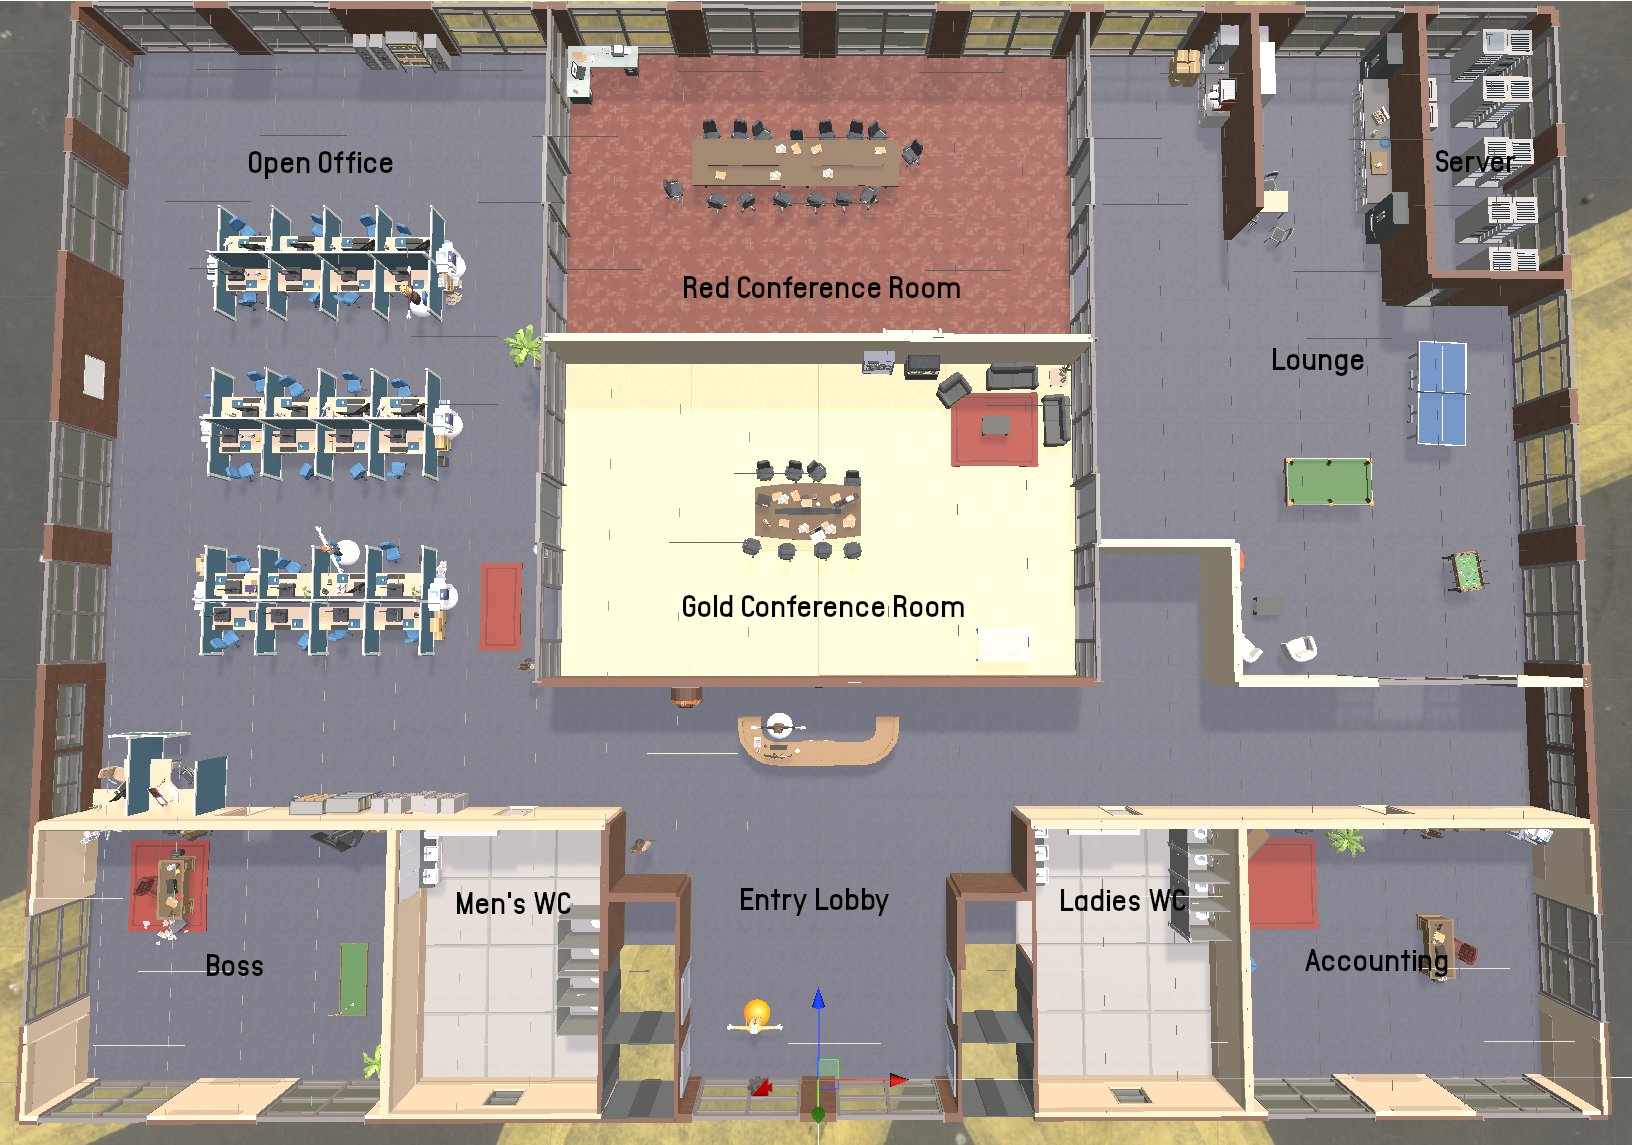 Open Office
Server
Red Conference Room
Lounge
Gold Conference Room
Men's WC
Entry Lobby
Ladies WC
Boss
Accounting